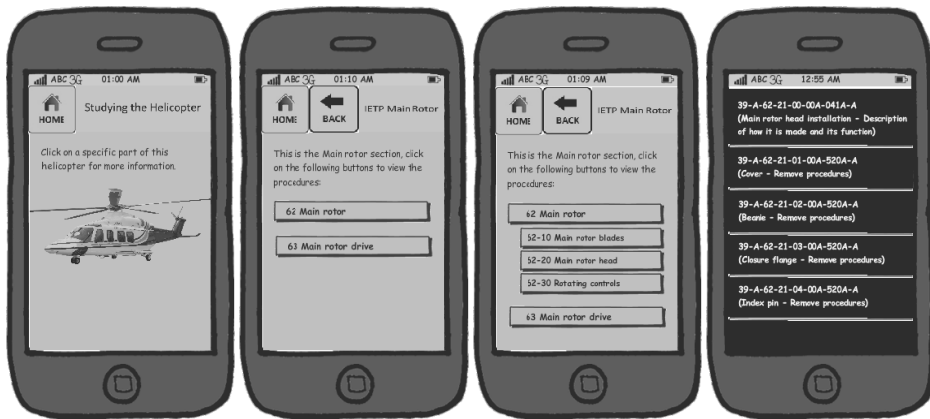 ABC 3G 01:00 AM
HOME
Studying the Helicopter
Click on a specific part of this
helicopter for more information.
ABC 3G 01:10 AM
HOME
BACK
IETP Main Rotor
This is the Main rotor section, click
on the following buttons to view the
procedures:
62 Main rotor
63 Main rotor drive
ABC 3G 01:09 AM
HOME
BACK
IETP Main Rotor
This is the Main rotor section, click
on the following buttons to view the
procedures:
62 Main rotor
62-10 Main rotor blades
62-20 Main rotor head
62-30 Rotating controls
63 Main rotor drive
ABC 3G 12:55 AM
39-A-62-21-00-00A-041A-A
(Main rotor head installation - Description
of how it is made and its function)
39-A-62-21-01-00A-520A-A
(Cover - Remove procedures)
39-A-62-21-02-00A-520A-A
(Beanie - Remove procedures)
39-A-62-21-03-00A-520A-A
(Closure flange - Remove procedures)
39-A-62-21-04-00A-520A-A
(Index pin - Remove procedures)